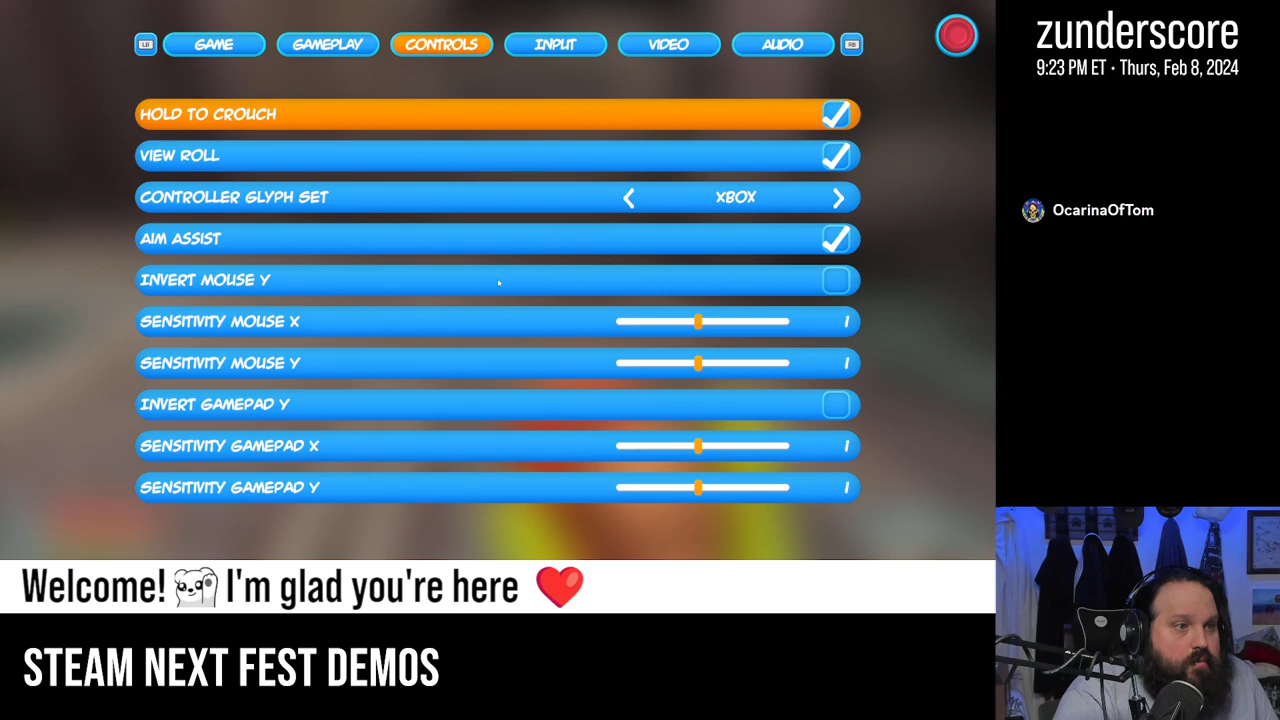 LB GAME GAMEPLAY CONTROLS INPUT VIDEO AUDIO RB
HOLD TO CROUCH
VIEW ROLL
CONTROLLER GLYPH SET XBOX
AIM ASSIST
INVERT MOUSE Y
SENSITIVITY MOUSE X 1
SENSITIVITY MOUSE Y 1
INVERT GAMEPAD Y
SENSITIVITY GAMEPAD X 1
SENSITIVITY GAMEPAD Y 1
zunderscore
9:23 PM ET • Thurs, Feb 8, 2024
OcarinaOfTom
Welcome! I'm glad you're here
STEAM NEXT FEST DEMOS